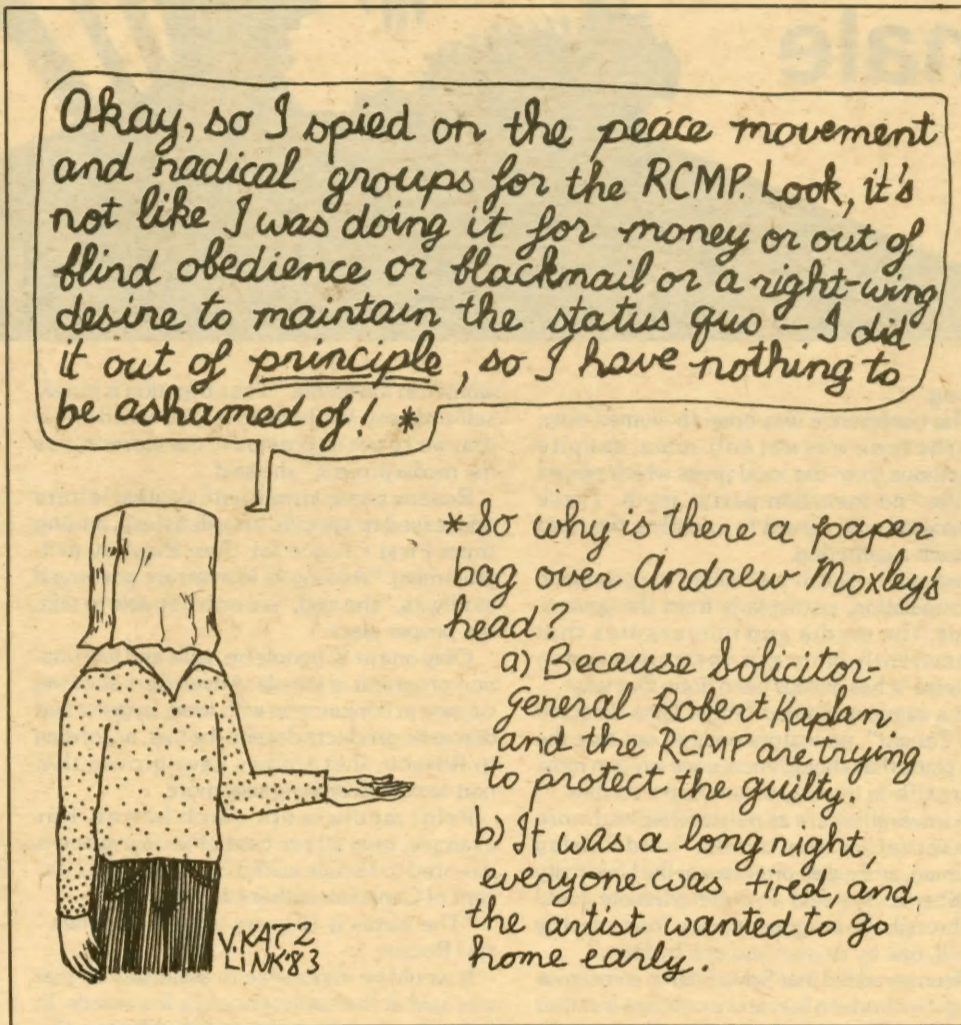 Okay, so I spied on the peace movement
and radical groups for the RCMP. Look, it's
not like I was doing it for money or out of
blind obedience or blackmail or a right-wing
desire to maintain the status quo – I did
it out of principle, so I have nothing to
be ashamed of! *
* So why is there a paper
bag over Andrew Moxley's
head?
a) Because Solicitor-
General Robert Kaplan
and the RCMP are trying
to protect the guilty.
b) It was a long night,
everyone was tired, and
the artist wanted to go
home early.
V. KATZ
LINK '83